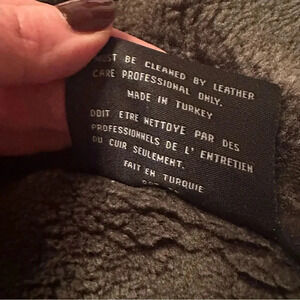 MUST BE CLEANED BY LEATHER
CARE PROFESSIONAL ONLY.
MADE IN TURKEY
DOIT ETRE NETTOYE PAR DES
PROFESSIONNELS DE L' ENTRETIEN
DU CUIR SEULEMENT.
FAIT EN TURQUIE